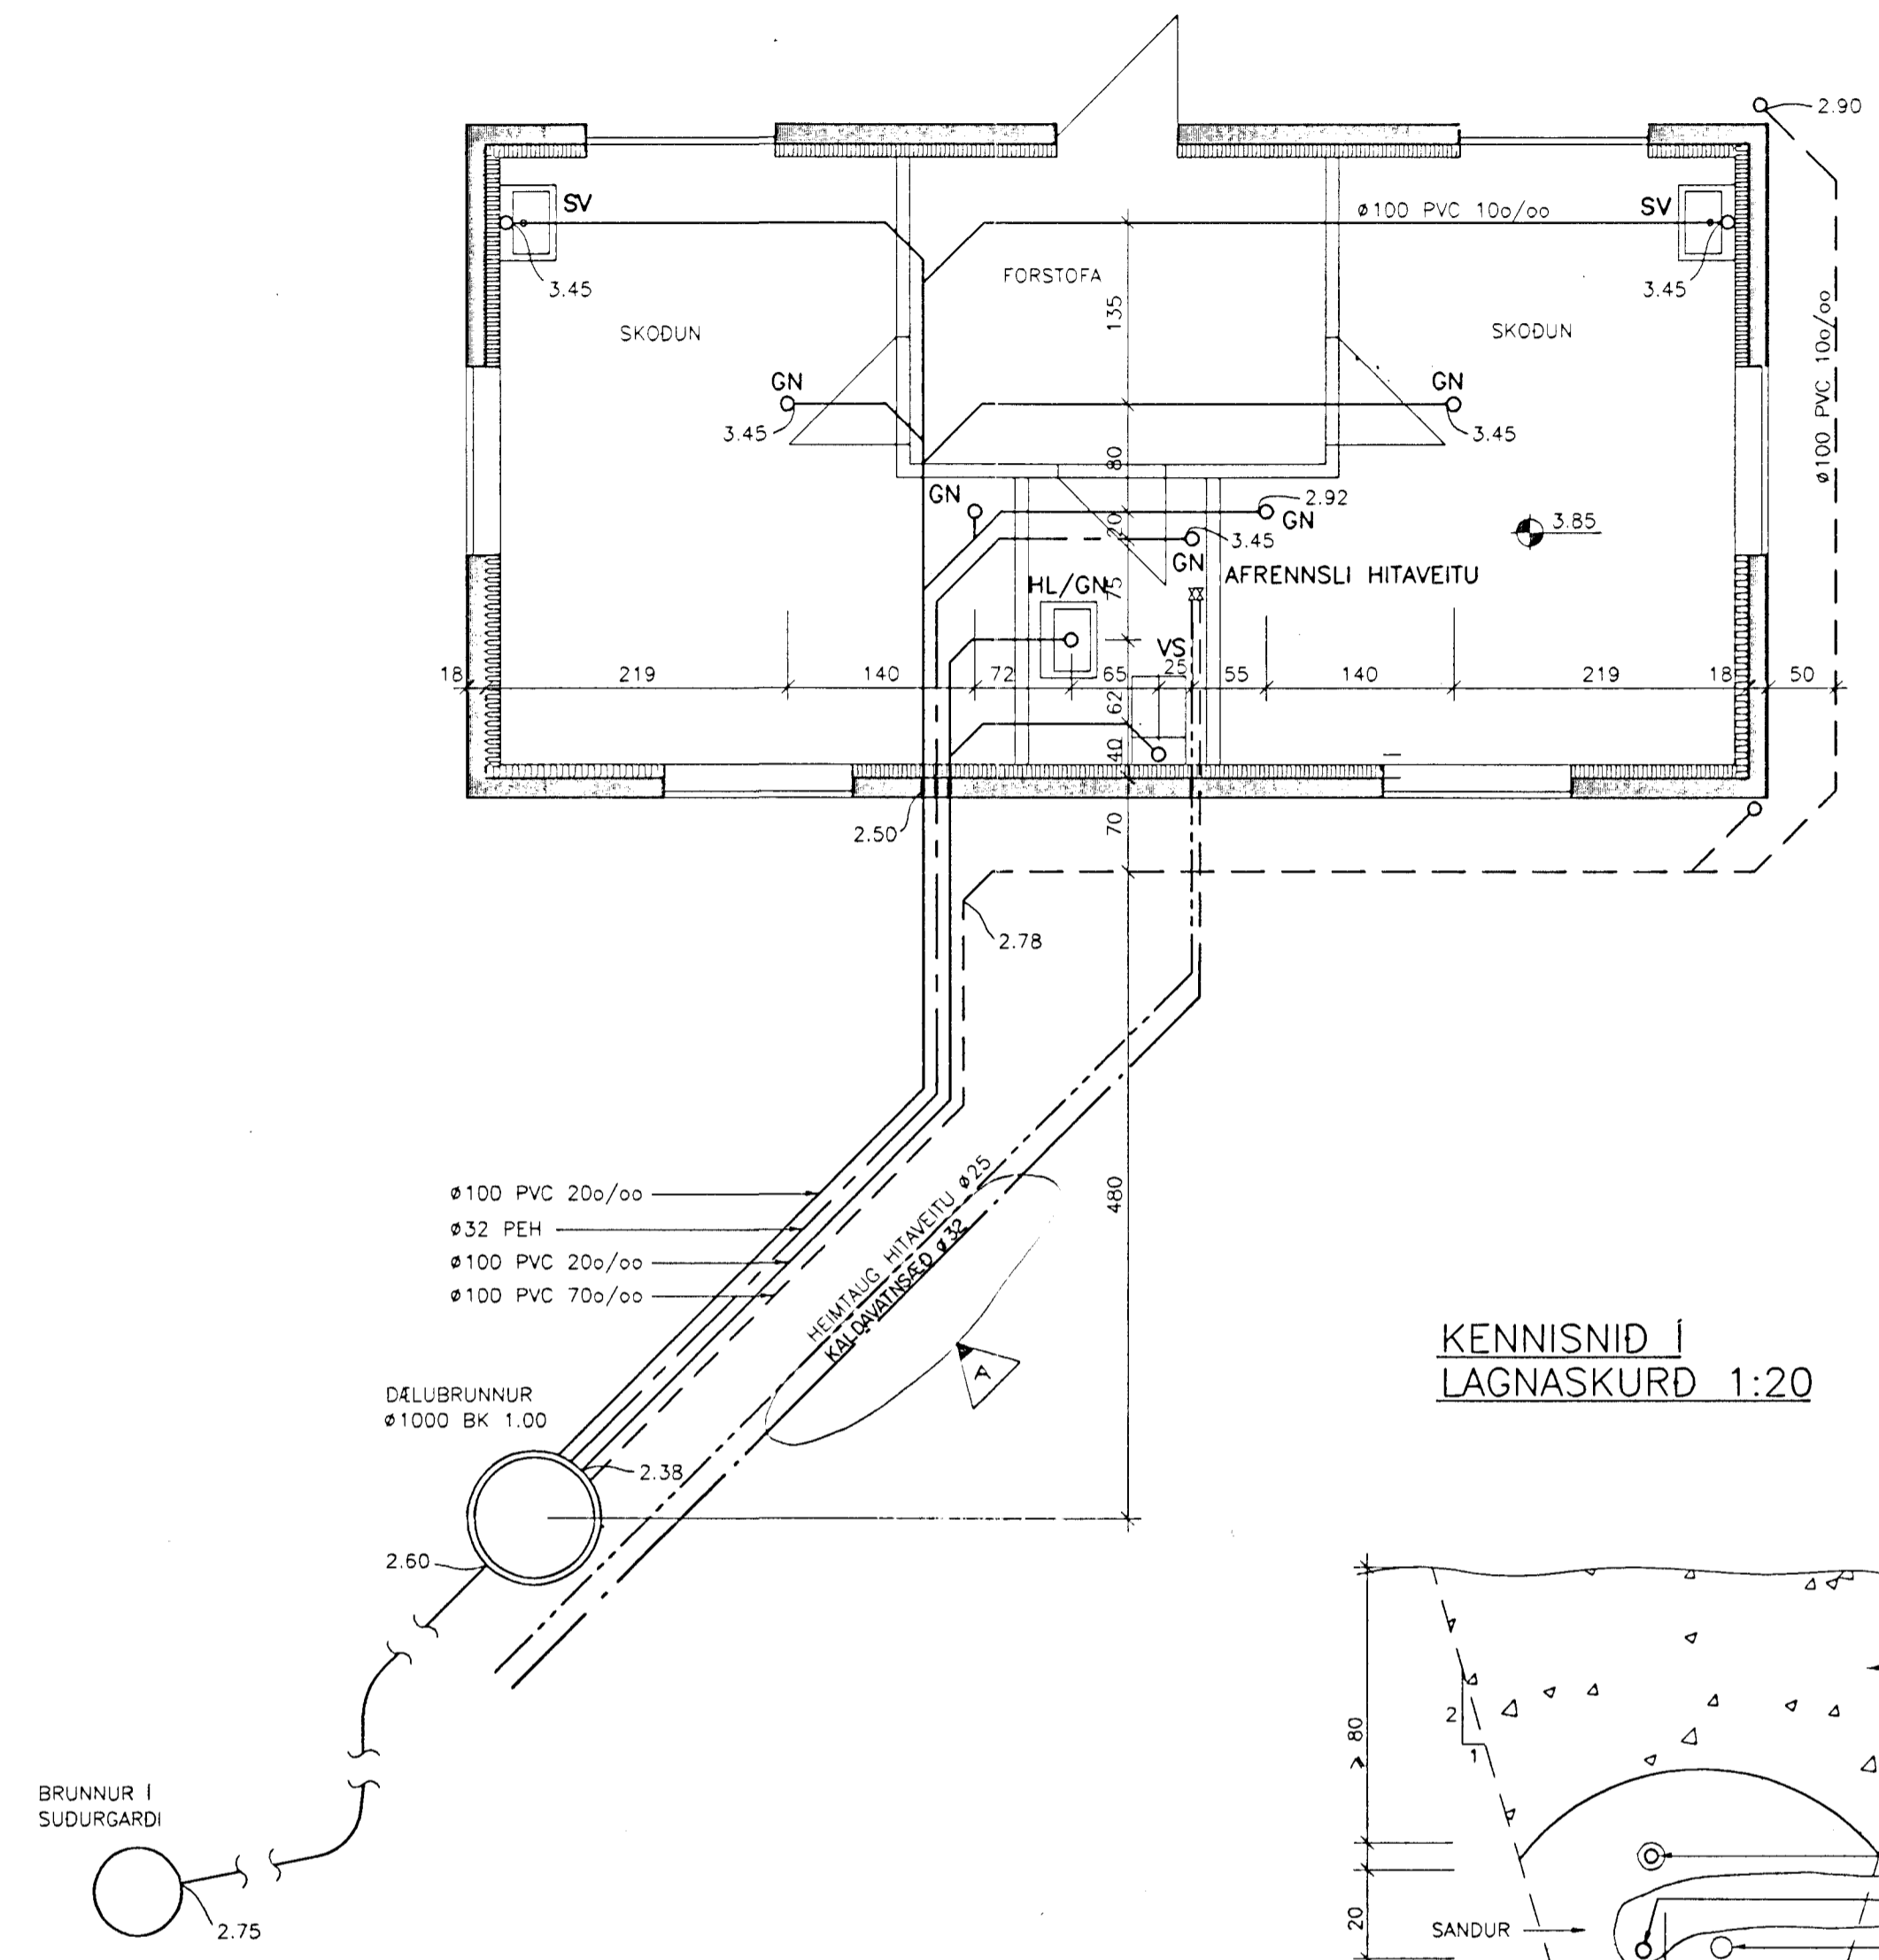 2.90
SV
3.45
ø100 PVC 10o/oo
SV
3.45
FORSTOFA
135
SKOÐUN
SKOÐUN
ø100 PVC 10o/oo
GN
3.45
GN
3.45
80
GN
2.92
GN
20
3.45
GN
3.85
AFRENNSLI HITAVEITU
HL/GN
75
VS
18
219
140
72
65
25
55
140
219
18
50
62
40
2.50
70
2.78
480
ø100 PVC 20o/oo
ø32 PEH
ø100 PVC 20o/oo
ø100 PVC 70o/oo
HEIMTAUG HITAVEITU ø25
KALDAVATNSÆÐ ø32
A
KENNISNIÐ Í
LAGNASKURÐ 1:20
DÆLUBRUNNUR
ø1000 BK 1.00
2.38
2.60
BRUNNUR Í
SUÐURGARÐI
2.75
2
1
> 80
20
SANDUR